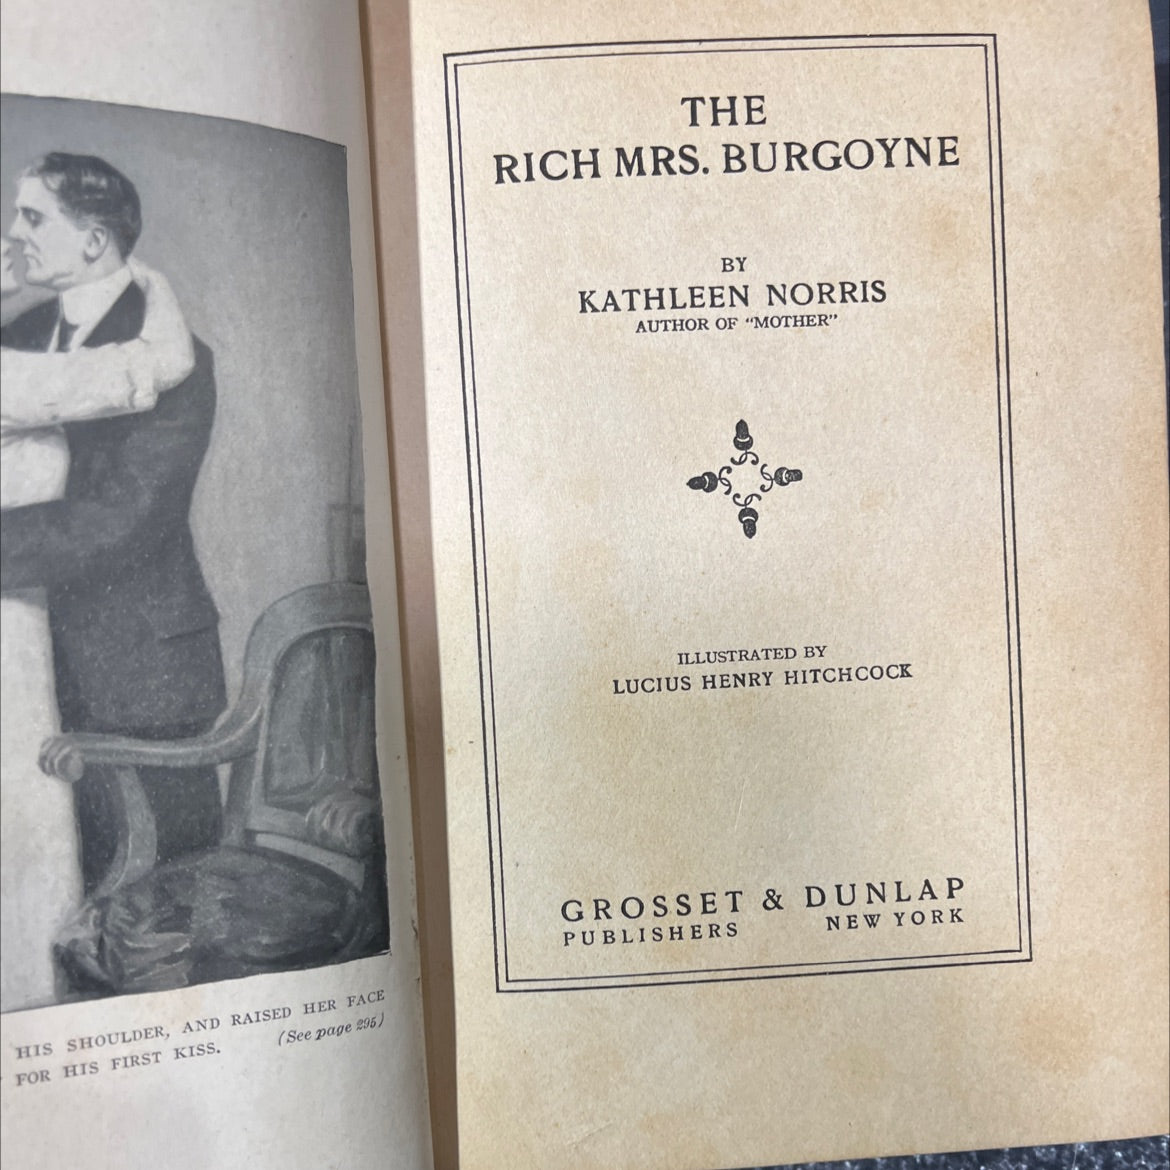 HIS SHOULDER, AND RAISED HER FACE
FOR HIS FIRST KISS. (See page 295)
THE
RICH MRS. BURGOYNE
BY
KATHLEEN NORRIS
AUTHOR OF “MOTHER”
ILLUSTRATED BY
LUCIUS HENRY HITCHCOCK
GROSSET & DUNLAP
PUBLISHERS NEW YORK